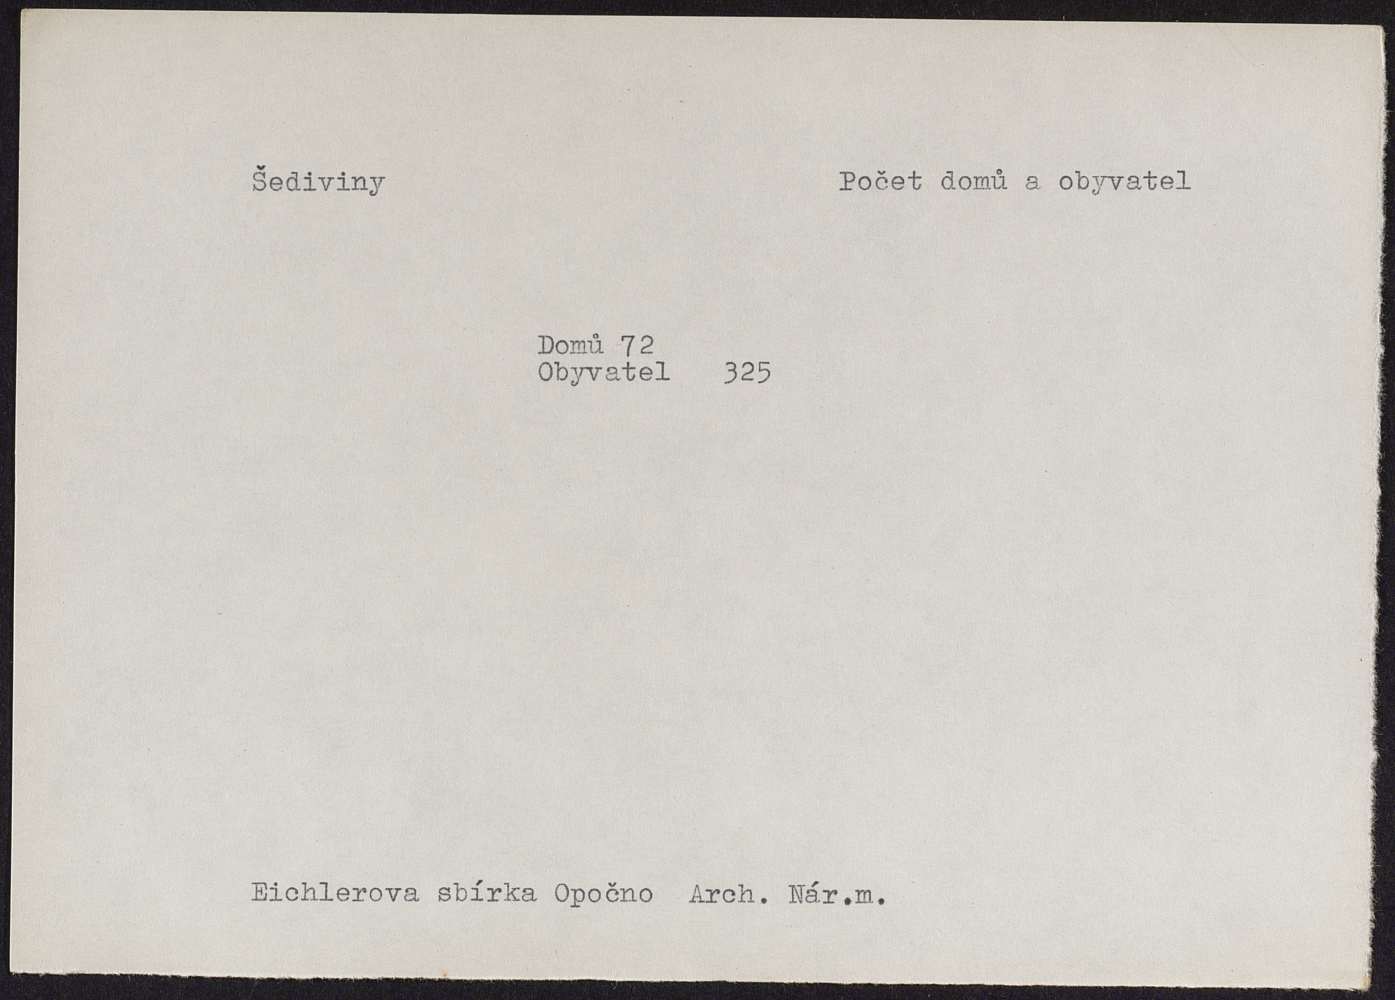 Šediviny Počet domů a obyvatel
Domů 72
Obyvatel 325
Eichlerova sbírka Opočno Arch. Nár.m.